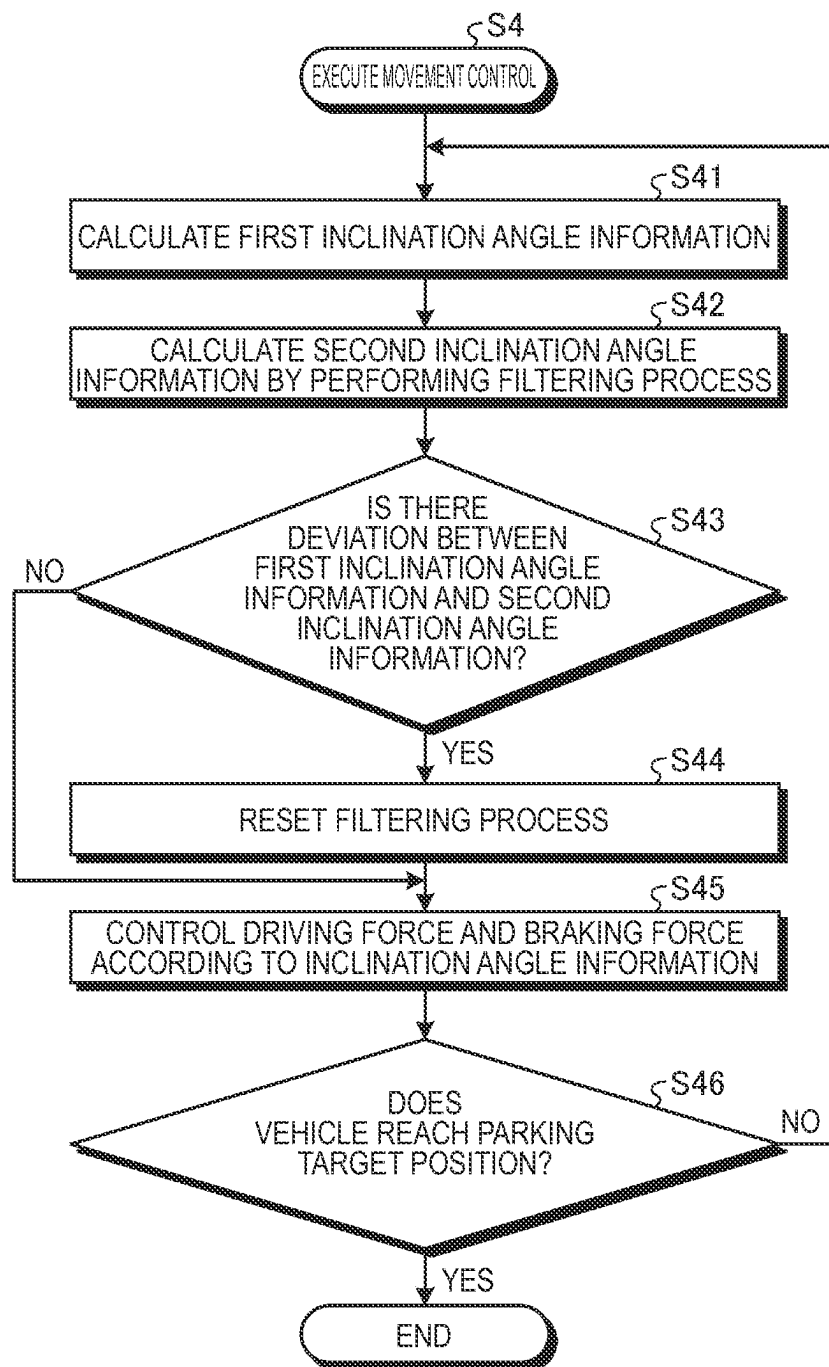 S4
EXECUTE MOVEMENT CONTROL
S41
CALCULATE FIRST INCLINATION ANGLE INFORMATION
S42
CALCULATE SECOND INCLINATION ANGLE
INFORMATION BY PERFORMING FILTERING PROCESS
S43
IS THERE
DEVIATION BETWEEN
FIRST INCLINATION ANGLE
INFORMATION AND SECOND
INCLINATION ANGLE
INFORMATION?
NO
YES
S44
RESET FILTERING PROCESS
S45
CONTROL DRIVING FORCE AND BRAKING FORCE
ACCORDING TO INCLINATION ANGLE INFORMATION
S46
DOES
VEHICLE REACH PARKING
TARGET POSITION?
NO
YES
END